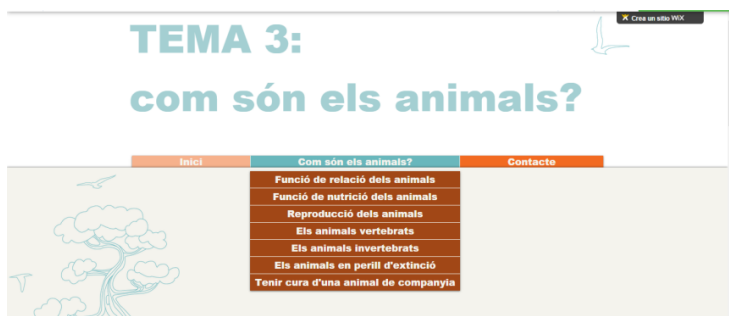 Crea un sitio WiX
TEMA 3:
com són els animals?
Inici
Com són els animals?
Contacte
Funció de relació dels animals
Funció de nutrició dels animals
Reproducció dels animals
Els animals vertebrats
Els animals invertebrats
Els animals en perill d'extinció
Tenir cura d'una animal de companyia